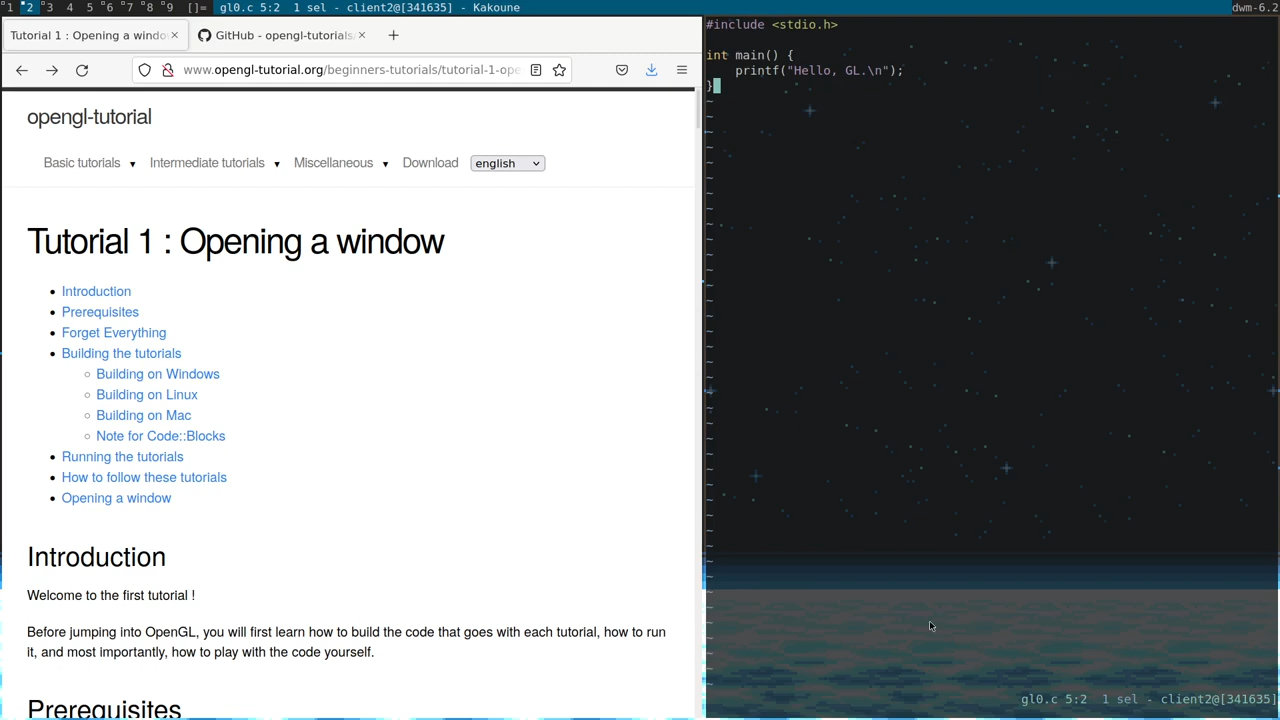 1 2 3 4 5 6 7 8 9 []= gl0.c 5:2 1 sel - client2@[341635] - Kakoune dwm-6.2
Tutorial 1 : Opening a windo GitHub - opengl-tutorials
www.opengl-tutorial.org/beginners-tutorials/tutorial-1-ope
opengl-tutorial
Basic tutorials ▼ Intermediate tutorials ▼ Miscellaneous ▼ Download english
Tutorial 1 : Opening a window
Introduction
Prerequisites
Forget Everything
Building the tutorials
Building on Windows
Building on Linux
Building on Mac
Note for Code::Blocks
Running the tutorials
How to follow these tutorials
Opening a window
Introduction
Welcome to the first tutorial !
Before jumping into OpenGL, you will first learn how to build the code that goes with each tutorial, how to run
it, and most importantly, how to play with the code yourself.
Prerequisites
#include <stdio.h>
int main() {
printf("Hello, GL.\n");
}
gl0.c 5:2 1 sel - client2@[341635]